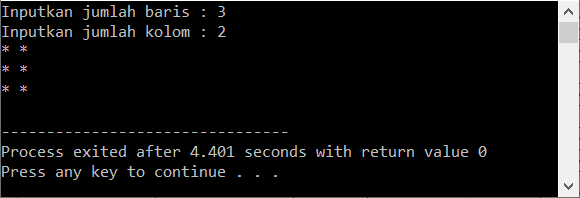 Inputkan jumlah baris : 3
Inputkan jumlah kolom : 2
* *
* *
* *
--------------------------------
Process exited after 4.401 seconds with return value 0
Press any key to continue . . .